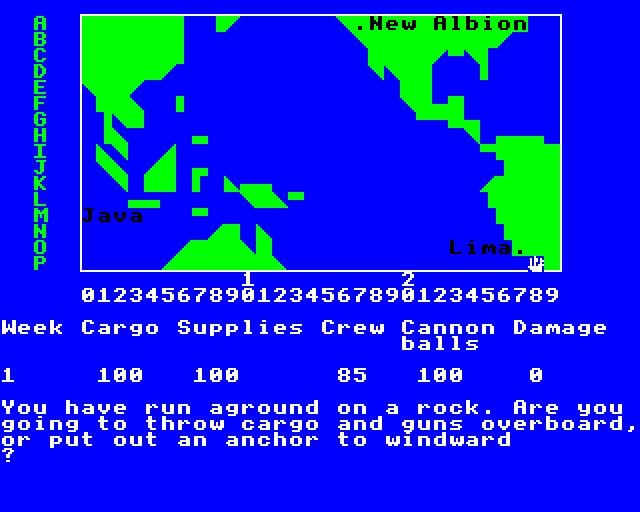 A
B
C
D
E
F
G
H
I
J
K
L
M
N
O
P
.New Albion
Java
Lima.
1 2
012345678901234567890123456789
Week Cargo Supplies Crew Cannon Damage
balls
1 100 100 85 100 0
You have run aground on a rock. Are you
going to throw cargo and guns overboard,
or put out an anchor to windward
?